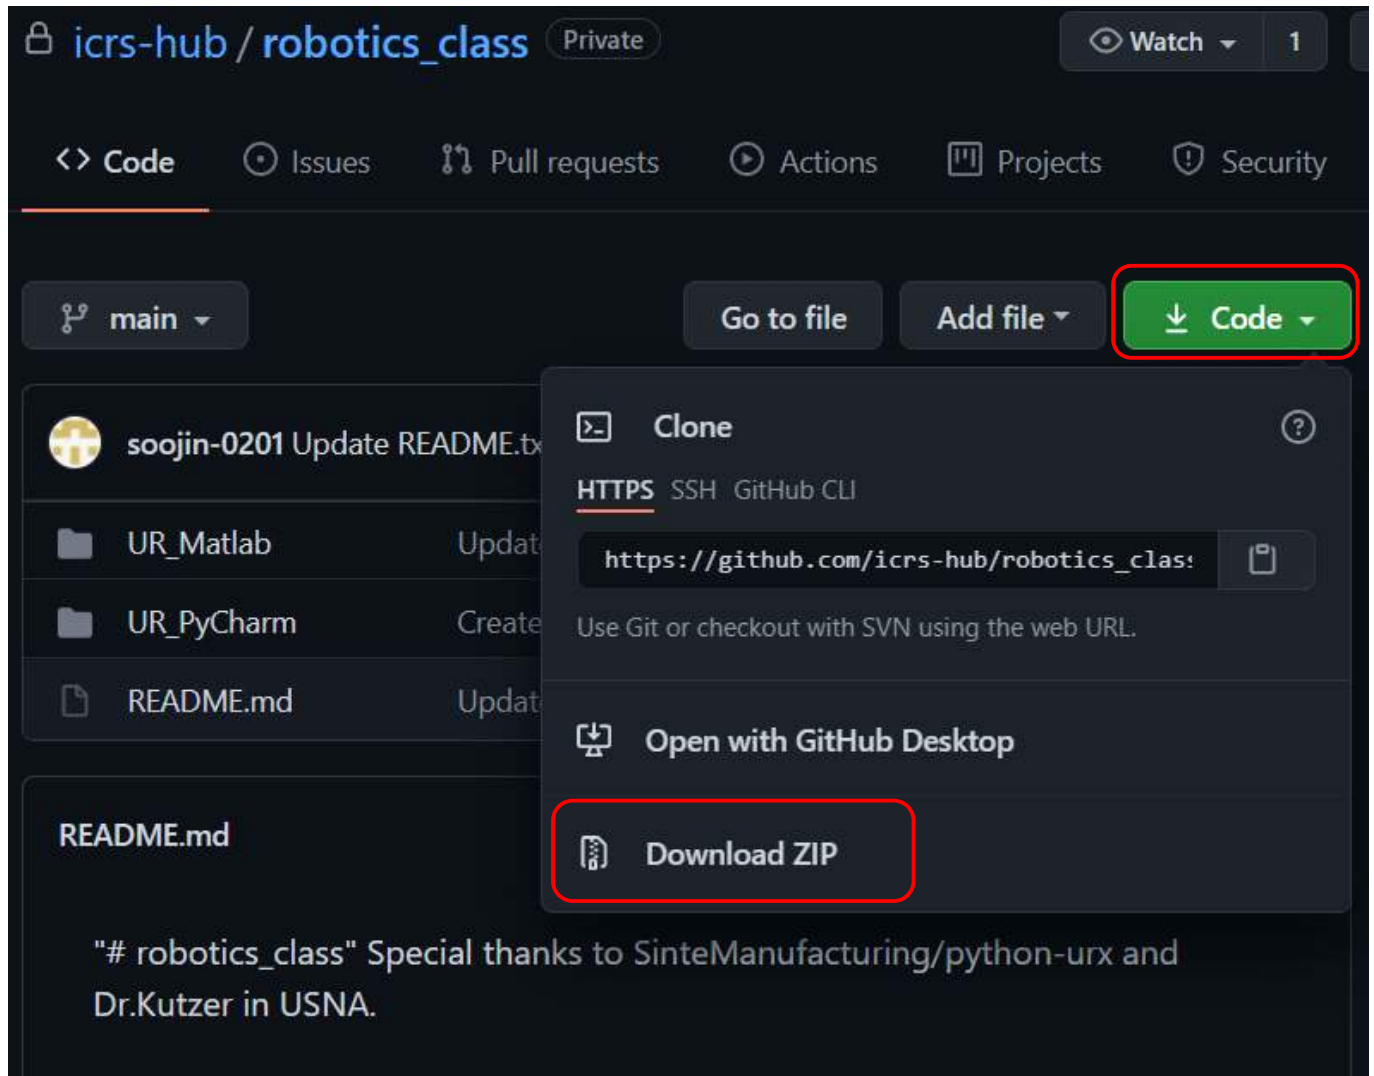 icrs-hub / robotics_class Private Watch 1
Code Issues Pull requests Actions Projects Security
main Go to file Add file Code
soojin-0201 Update README.tx
Clone
HTTPS SSH GitHub CLI
UR_Matlab Updat
https://github.com/icrs-hub/robotics_class
UR_PyCharm Create
Use Git or checkout with SVN using the web URL.
README.md Updat
Open with GitHub Desktop
README.md
Download ZIP
"# robotics_class" Special thanks to SinteManufacturing/python-urx and
Dr.Kutzer in USNA.